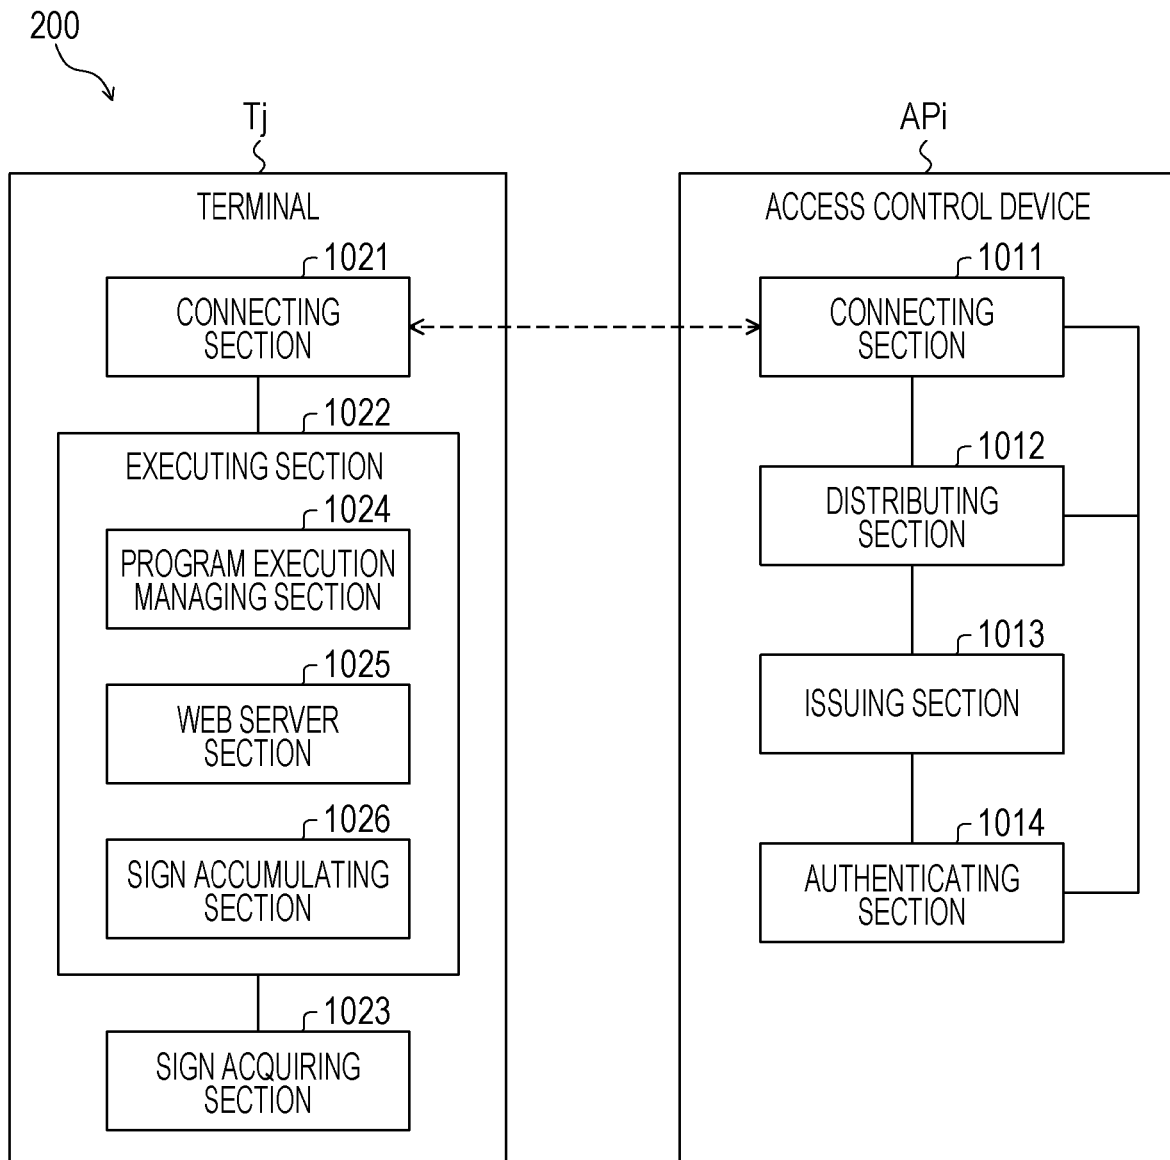 200
Tj
TERMINAL
1021
CONNECTING
SECTION
1022
EXECUTING SECTION
1024
PROGRAM EXECUTION
MANAGING SECTION
1025
WEB SERVER
SECTION
1026
SIGN ACCUMULATING
SECTION
1023
SIGN ACQUIRING
SECTION
APi
ACCESS CONTROL DEVICE
1011
CONNECTING
SECTION
1012
DISTRIBUTING
SECTION
1013
ISSUING SECTION
1014
AUTHENTICATING
SECTION